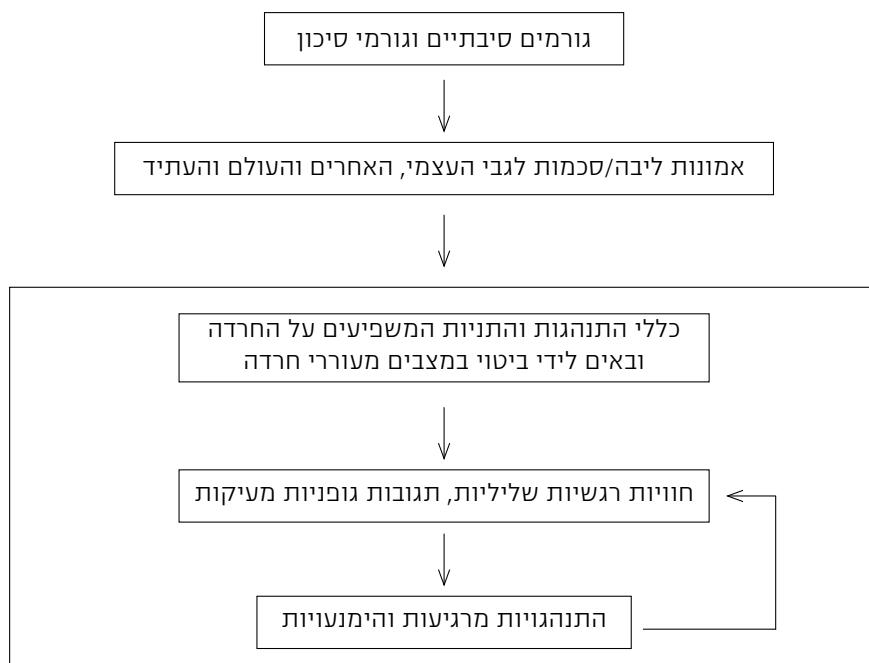 גורמים סיבתיים וגורמי סיכון
אמונות ליבה/סכמות לגבי העצמי, האחרים והעולם והעתיד
כללי התנהגות והתניות המשפיעים על החרדה
ובאים לידי ביטוי במצבים מעוררי חרדה
חוויות רגשיות שליליות, תגובות גופניות מעיקות
התנהגויות מרגיעות והימנעויות